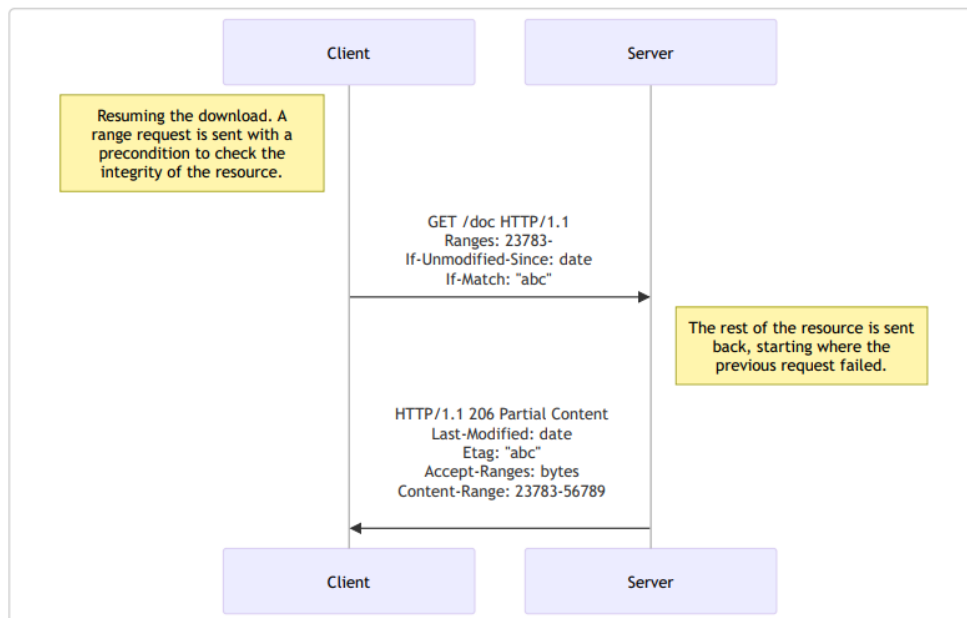 Client
Server
Resuming the download. A
range request is sent with a
precondition to check the
integrity of the resource.
GET /doc HTTP/1.1
Ranges: 23783-
If-Unmodified-Since: date
If-Match: "abc"
The rest of the resource is sent
back, starting where the
previous request failed.
HTTP/1.1 206 Partial Content
Last-Modified: date
Etag: "abc"
Accept-Ranges: bytes
Content-Range: 23783-56789
Client
Server